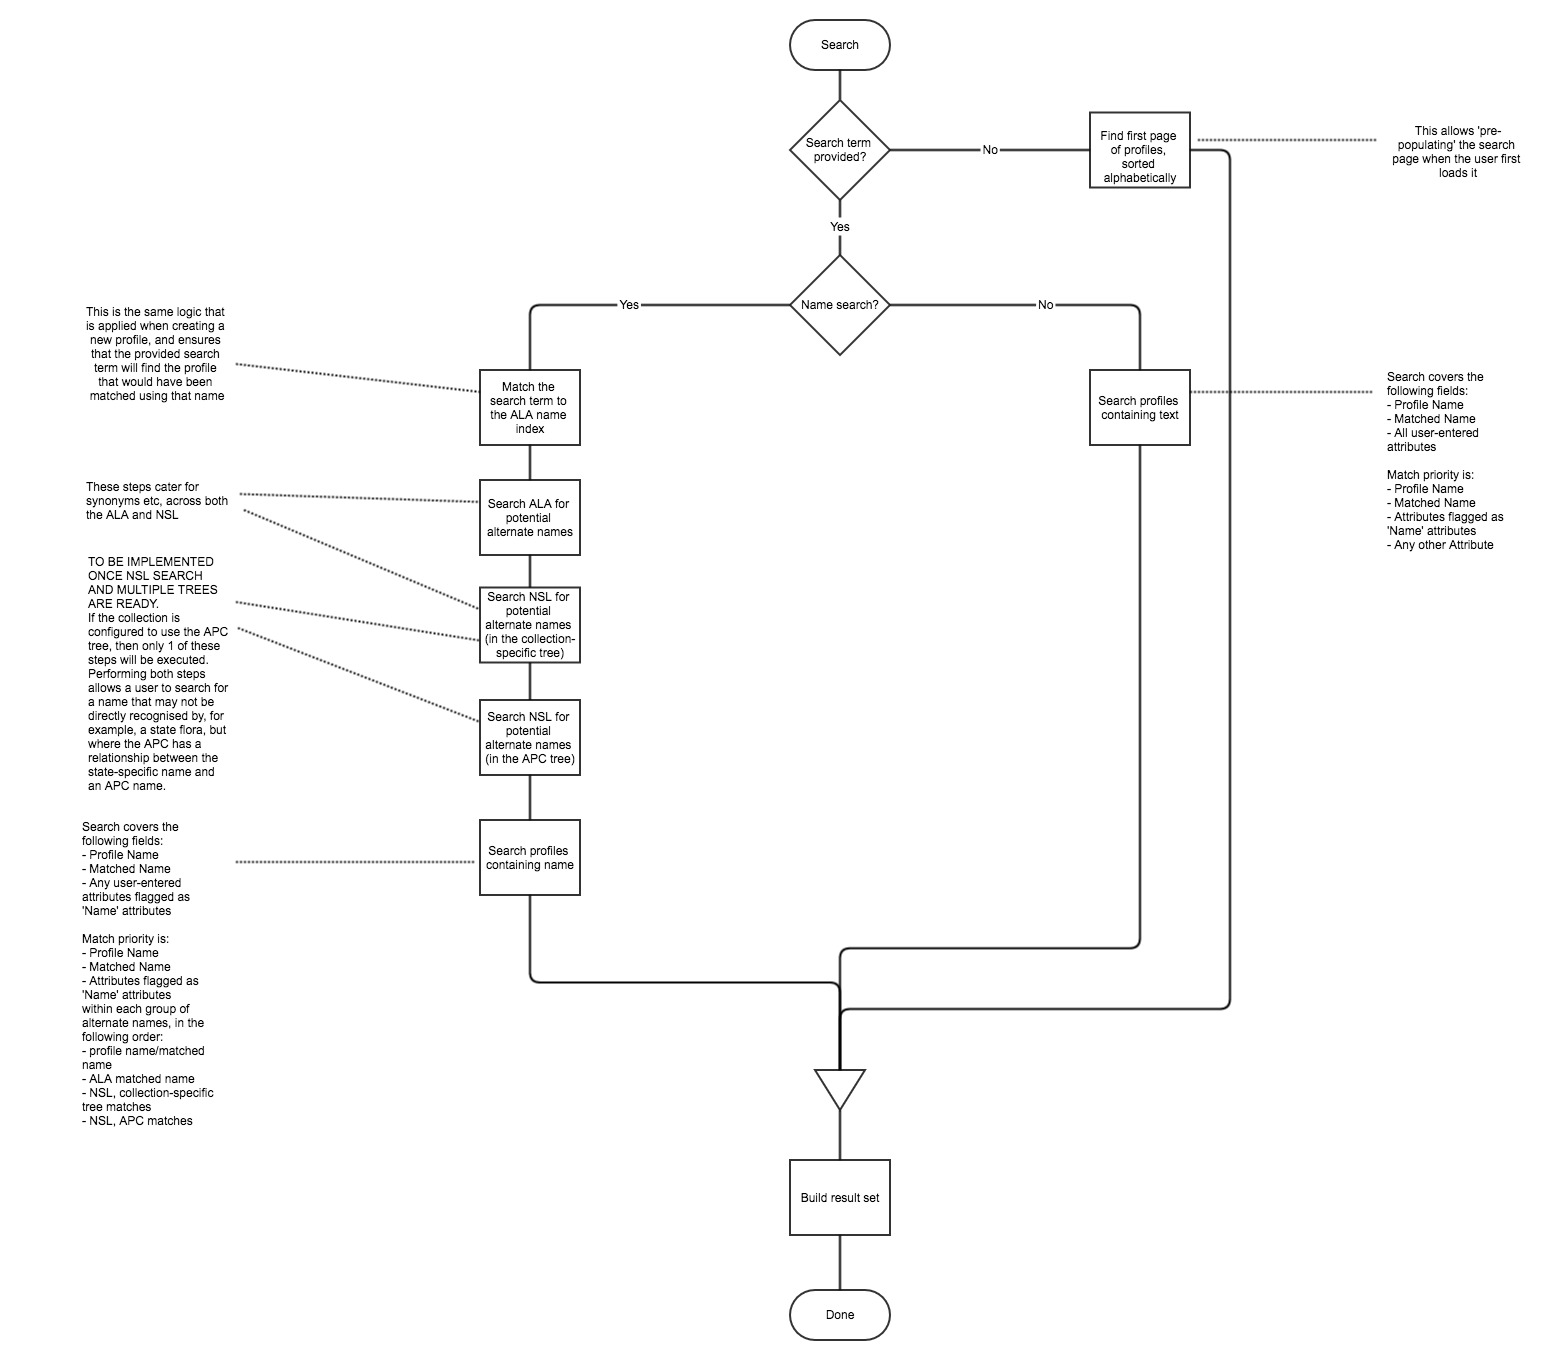 Search
Search term
provided?
No
Find first page
of profiles,
sorted
alphabetically
This allows 'pre-
populating' the search
page when the user first
loads it
Yes
Name search?
Yes
No
This is the same logic that
is applied when creating a
new profile, and ensures
that the provided search
term will find the profile
that would have been
matched using that name
Match the
search term to
the ALA name
index
Search profiles
containing text
Search covers the
following fields:
- Profile Name
- Matched Name
- All user-entered
attributes
Match priority is:
- Profile Name
- Matched Name
- Attributes flagged as
'Name' attributes
- Any other Attribute
These steps cater for
synonyms etc, across both
the ALA and NSL
Search ALA for
potential
alternate names
TO BE IMPLEMENTED
ONCE NSL SEARCH
AND MULTIPLE TREES
ARE READY.
If the collection is
configured to use the APC
tree, then only 1 of these
steps will be executed.
Performing both steps
allows a user to search for
a name that may not be
directly recognised by, for
example, a state flora, but
where the APC has a
relationship between the
state-specific name and
an APC name.
Search NSL for
potential
alternate names
(in the collection-
specific tree)
Search NSL for
potential
alternate names
(in the APC tree)
Search covers the
following fields:
- Profile Name
- Matched Name
- Any user-entered
attributes flagged as
'Name' attributes
Match priority is:
- Profile Name
- Matched Name
- Attributes flagged as
'Name' attributes
within each group of
alternate names, in the
following order:
- profile name/matched
name
- ALA matched name
- NSL, collection-specific
tree matches
- NSL, APC matches
Search profiles
containing name
Build result set
Done